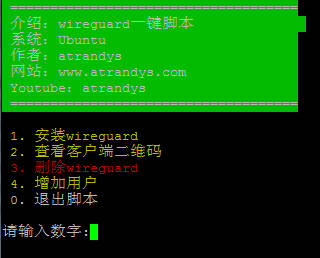 ==================================
介绍：wireguard一键脚本
系统：Ubuntu
作者：atrandys
网站：www.atrandys.com
Youtube：atrandys
==================================
1. 安装wireguard
2. 查看客户端二维码
3. 删除wireguard
4. 增加用户
0. 退出脚本
请输入数字: